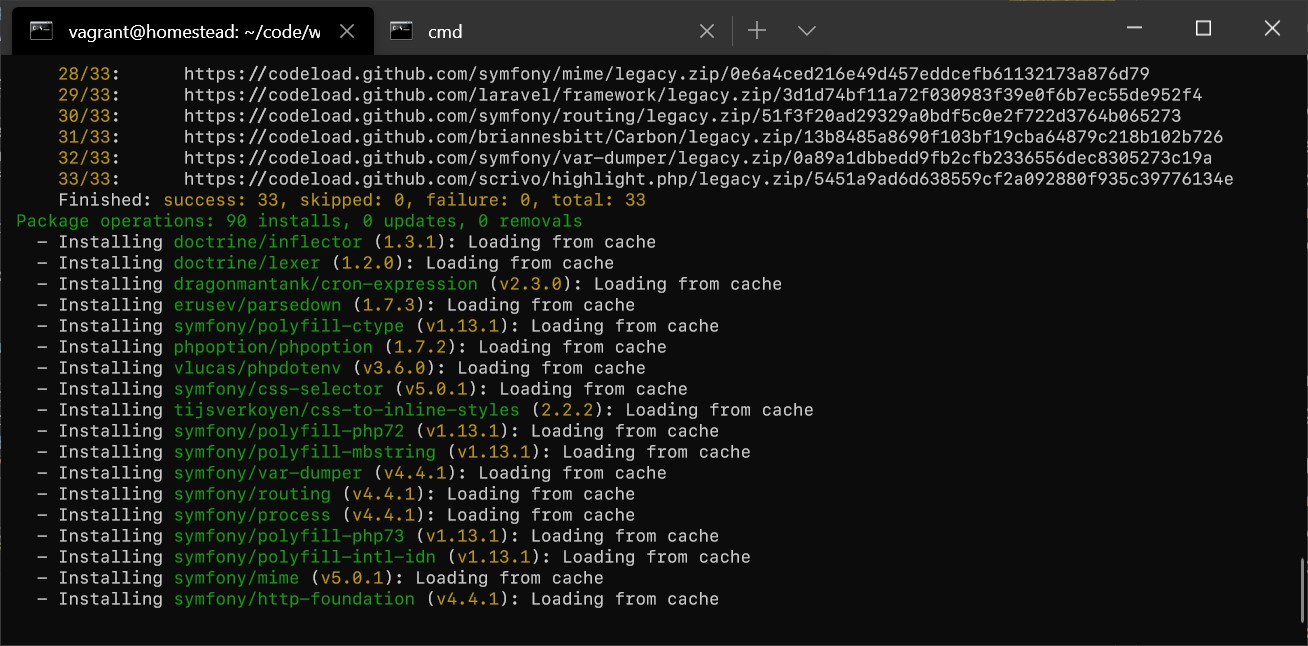 vagrant@homestead: ~/code/w
cmd
28/33: https://codeload.github.com/symfony/mime/legacy.zip/0e6a4ced216e49d457eddcefb61132173a876d79
29/33: https://codeload.github.com/laravel/framework/legacy.zip/3d1d74bf11a72f030983f39e0f6b7ec55de952f4
30/33: https://codeload.github.com/symfony/routing/legacy.zip/51f3f20ad29329a0bdf5c0e2f722d3764b065273
31/33: https://codeload.github.com/briannesbitt/Carbon/legacy.zip/13b8485a8690f103bf19cba64879c218b102b726
32/33: https://codeload.github.com/symfony/var-dumper/legacy.zip/0a89a1dbbedd9fb2cfb2336556dec8305273c19a
33/33: https://codeload.github.com/scrivo/highlight.php/legacy.zip/5451a9ad6d638559cf2a092880f935c39776134e
Finished: success: 33, skipped: 0, failure: 0, total: 33
Package operations: 90 installs, 0 updates, 0 removals
- Installing doctrine/inflector (1.3.1): Loading from cache
- Installing doctrine/lexer (1.2.0): Loading from cache
- Installing dragonmantank/cron-expression (v2.3.0): Loading from cache
- Installing erusev/parsedown (1.7.3): Loading from cache
- Installing symfony/polyfill-ctype (v1.13.1): Loading from cache
- Installing phpoption/phpoption (1.7.2): Loading from cache
- Installing vlucas/phpdotenv (v3.6.0): Loading from cache
- Installing symfony/css-selector (v5.0.1): Loading from cache
- Installing tijsverkoyen/css-to-inline-styles (2.2.2): Loading from cache
- Installing symfony/polyfill-php72 (v1.13.1): Loading from cache
- Installing symfony/polyfill-mbstring (v1.13.1): Loading from cache
- Installing symfony/var-dumper (v4.4.1): Loading from cache
- Installing symfony/routing (v4.4.1): Loading from cache
- Installing symfony/process (v4.4.1): Loading from cache
- Installing symfony/polyfill-php73 (v1.13.1): Loading from cache
- Installing symfony/polyfill-intl-idn (v1.13.1): Loading from cache
- Installing symfony/mime (v5.0.1): Loading from cache
- Installing symfony/http-foundation (v4.4.1): Loading from cache